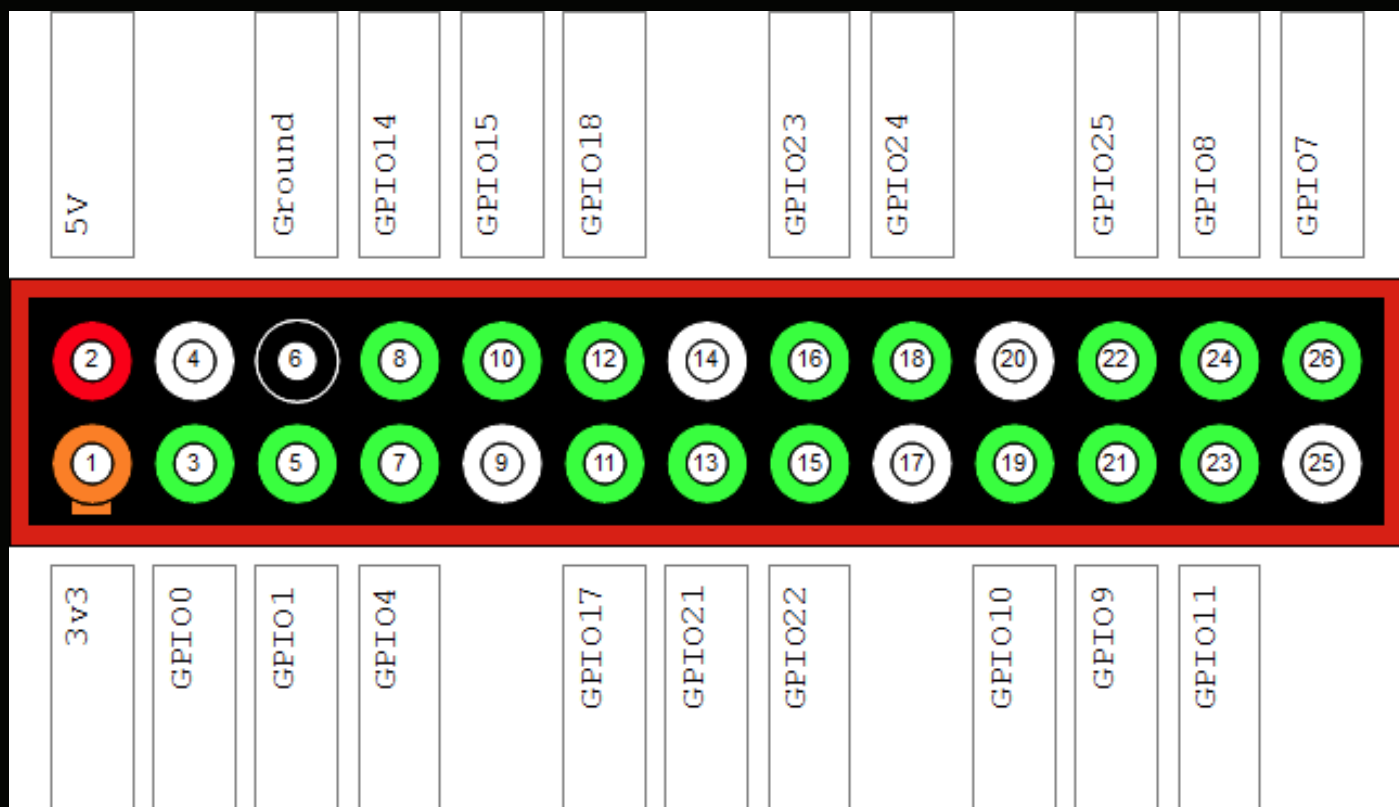 5V
Ground
GPIO14
GPIO15
GPIO18
GPIO23
GPIO24
GPIO25
GPIO8
GPIO7
2 4 6 8 10 12 14 16 18 20 22 24 26
1 3 5 7 9 11 13 15 17 19 21 23 25
3v3
GPIO0
GPIO1
GPIO4
GPIO17
GPIO21
GPIO22
GPIO10
GPIO9
GPIO11